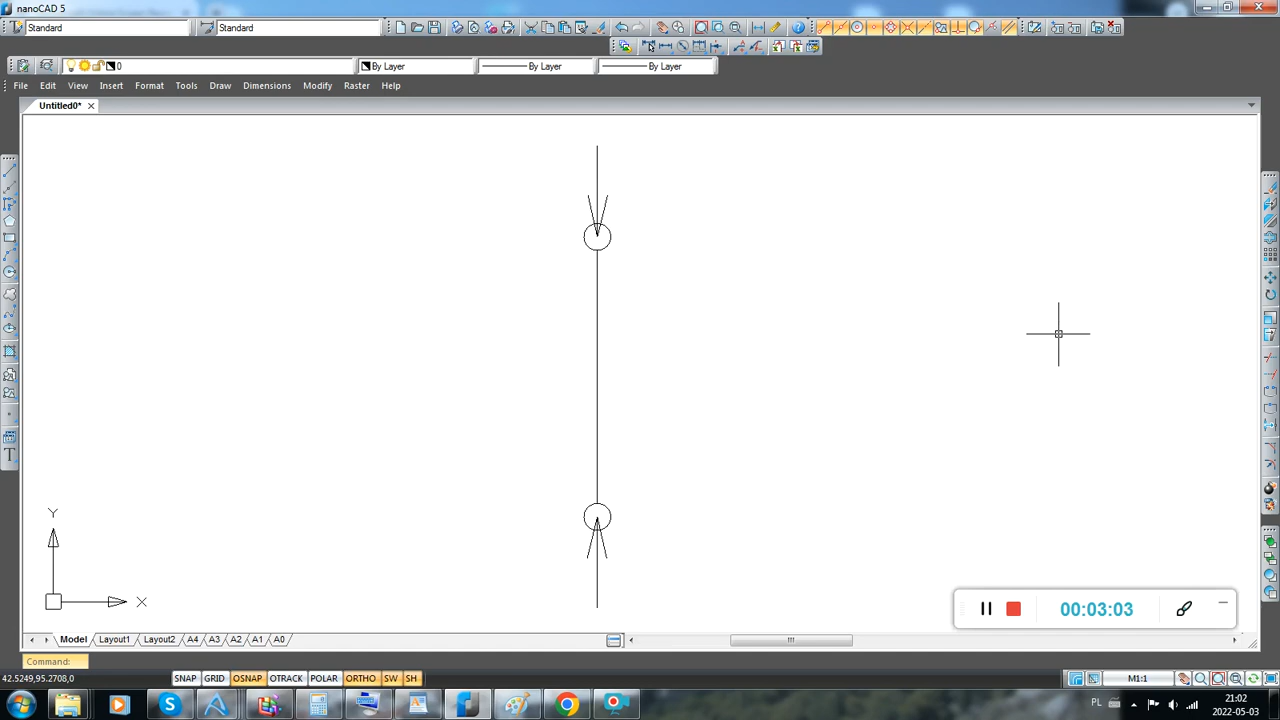 nanoCAD 5
Standard
Standard
0
By Layer
By Layer
By Layer
File Edit View Insert Format Tools Draw Dimensions Modify Raster Help
Untitled0*
Y
X
00:03:03
Model Layout1 Layout2 A4 A3 A2 A1 A0
Command:
42.5249,95.2708,0 SNAP GRID OSNAP OTRACK POLAR ORTHO SW SH M1:1
PL
21:02
2022-05-03